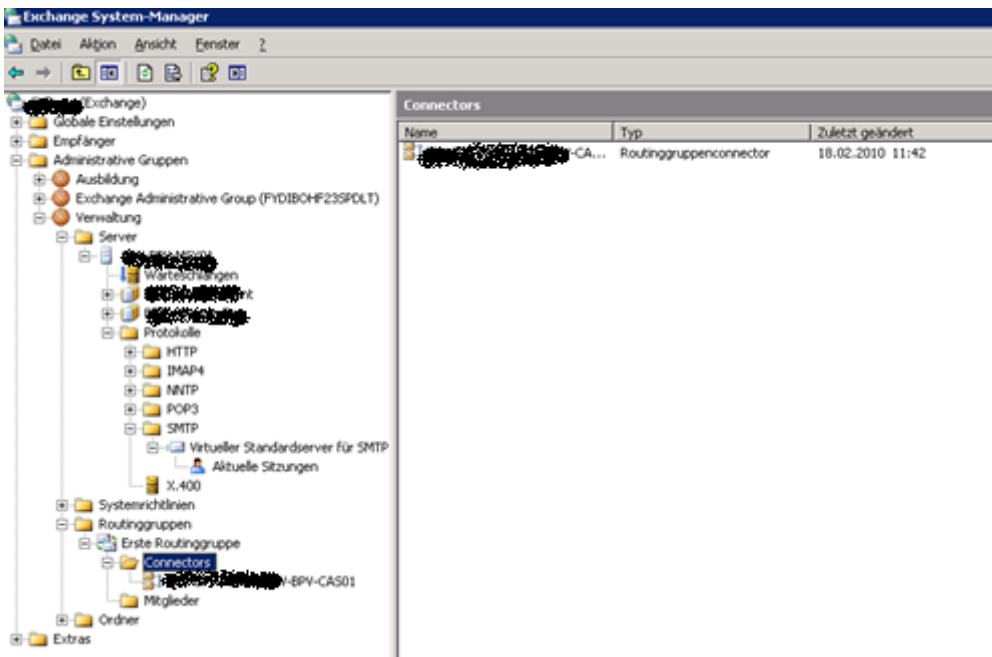 Exchange System-Manager
Datei Aktion Ansicht Fenster ?
(Exchange)
Globale Einstellungen
Empfänger
Administrative Gruppen
Ausbildung
Exchange Administrative Group (FYDIBOHF23SPDLT)
Verwaltung
Server
Warteschlangen
Protokolle
HTTP
IMAP4
NNTP
POP3
SMTP
Virtueller Standardserver für SMTP
Aktuelle Sitzungen
X.400
Systemrichtlinien
Routinggruppen
Erste Routinggruppe
Connectors
-BPV-CAS01
Mitglieder
Ordner
Extras
Connectors
Name Typ Zuletzt geändert
-CA... Routinggruppenconnector 18.02.2010 11:42